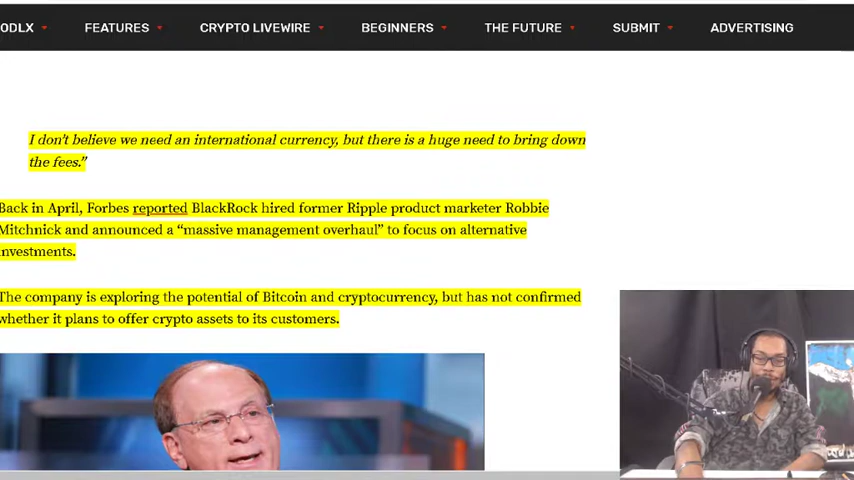 ODLX FEATURES CRYPTO LIVEWIRE BEGINNERS THE FUTURE SUBMIT ADVERTISING
I don't believe we need an international currency, but there is a huge need to bring down
the fees."
Back in April, Forbes reported BlackRock hired former Ripple product marketer Robbie
Mitchnick and announced a “massive management overhaul” to focus on alternative
investments.
The company is exploring the potential of Bitcoin and cryptocurrency, but has not confirmed
whether it plans to offer crypto assets to its customers.